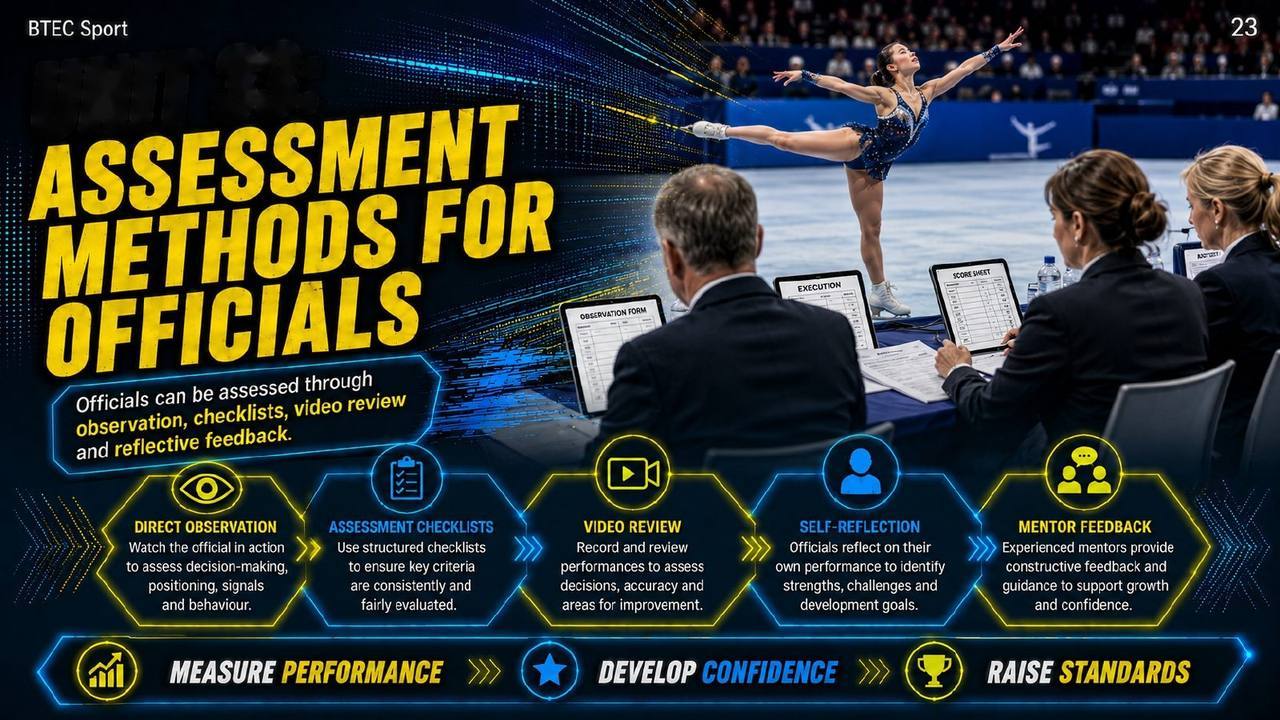 BTEC Sport
23
ASSESSMENT
METHODS FOR
OFFICIALS
Officials can be assessed through
observation, checklists, video review
and reflective feedback.
OBSERVATION FORM
EXECUTION
SCORE SHEET
DIRECT OBSERVATION
Watch the official in action
to assess decision-making,
positioning, signals
and behaviour.
ASSESSMENT CHECKLISTS
Use structured checklists
to ensure key criteria
are consistently and
fairly evaluated.
VIDEO REVIEW
Record and review
performances to assess
decisions, accuracy and
areas for improvement.
SELF-REFLECTION
Officials reflect on their
own performance to identify
strengths, challenges and
development goals.
MENTOR FEEDBACK
Experienced mentors provide
constructive feedback and
guidance to support growth
and confidence.
MEASURE PERFORMANCE
DEVELOP CONFIDENCE
RAISE STANDARDS